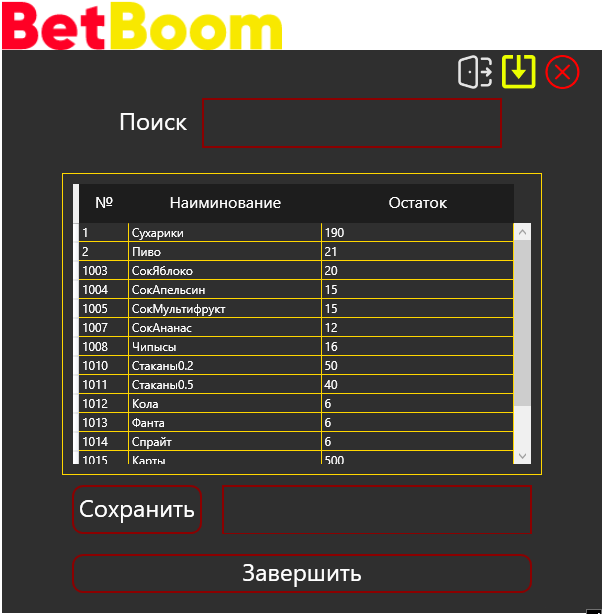 BetBoom
Поиск
№ Наиминование Остаток
1 Сухарики 190
2 Пиво 21
1003 СокЯблоко 20
1004 СокАпельсин 15
1005 СокМультифрукт 15
1007 СокАнанас 12
1008 Чипысы 16
1010 Стаканы0.2 50
1011 Стаканы0.5 40
1012 Кола 6
1013 Фанта 6
1014 Спрайт 6
1015 Карты 500
Сохранить
Завершить